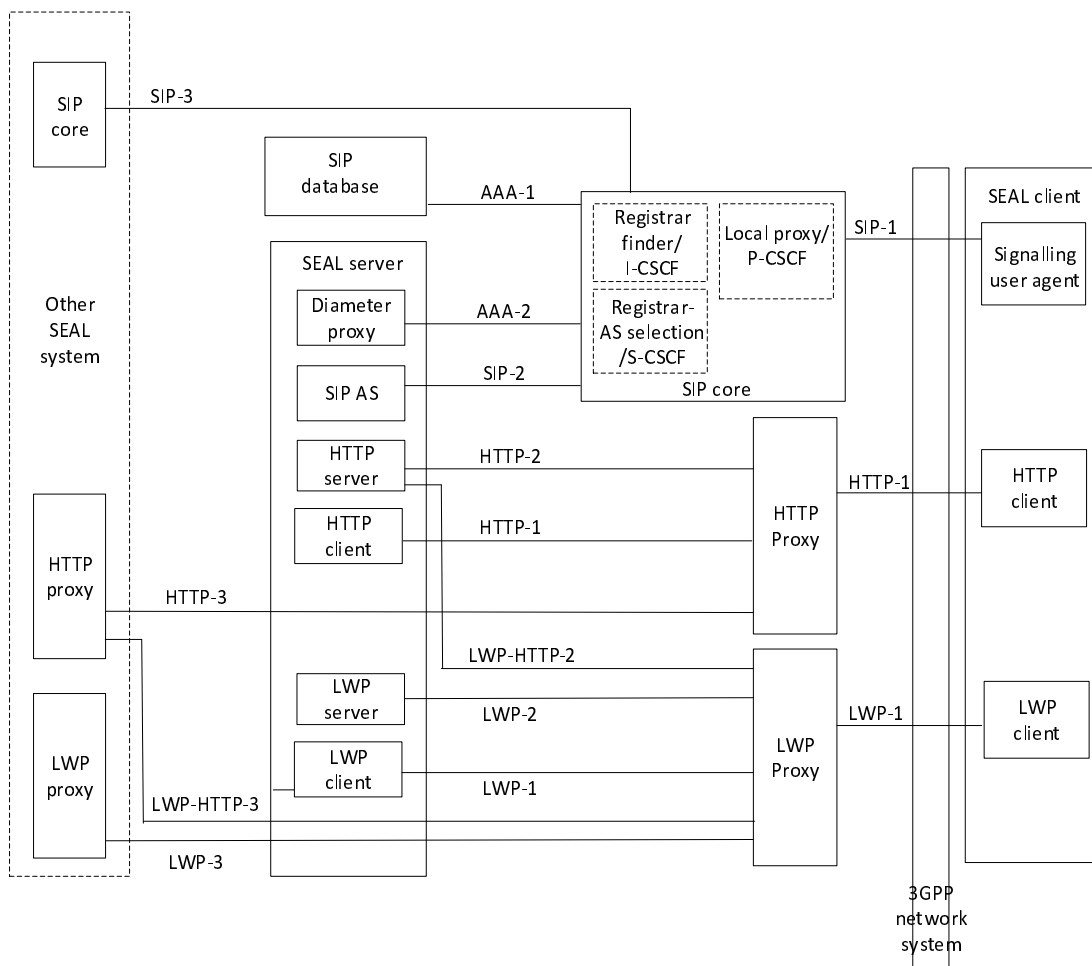 SIP
core
SIP-3
SIP
database
AAA-1
SEAL client
Registrar
finder/
I-CSCF
Local proxy/
P-CSCF
SIP-1
Signalling
user agent
SEAL server
Other
SEAL
system
Diameter
proxy
AAA-2
Registrar-
AS selection
/S-CSCF
SIP AS
SIP-2
SIP core
HTTP
server
HTTP-2
HTTP-1
HTTP
client
HTTP
client
HTTP-1
HTTP
Proxy
HTTP
proxy
HTTP-3
LWP-HTTP-2
LWP
server
LWP-2
LWP-1
LWP
client
LWP
proxy
LWP
client
LWP-1
LWP
Proxy
LWP-HTTP-3
LWP-3
3GPP
network
system